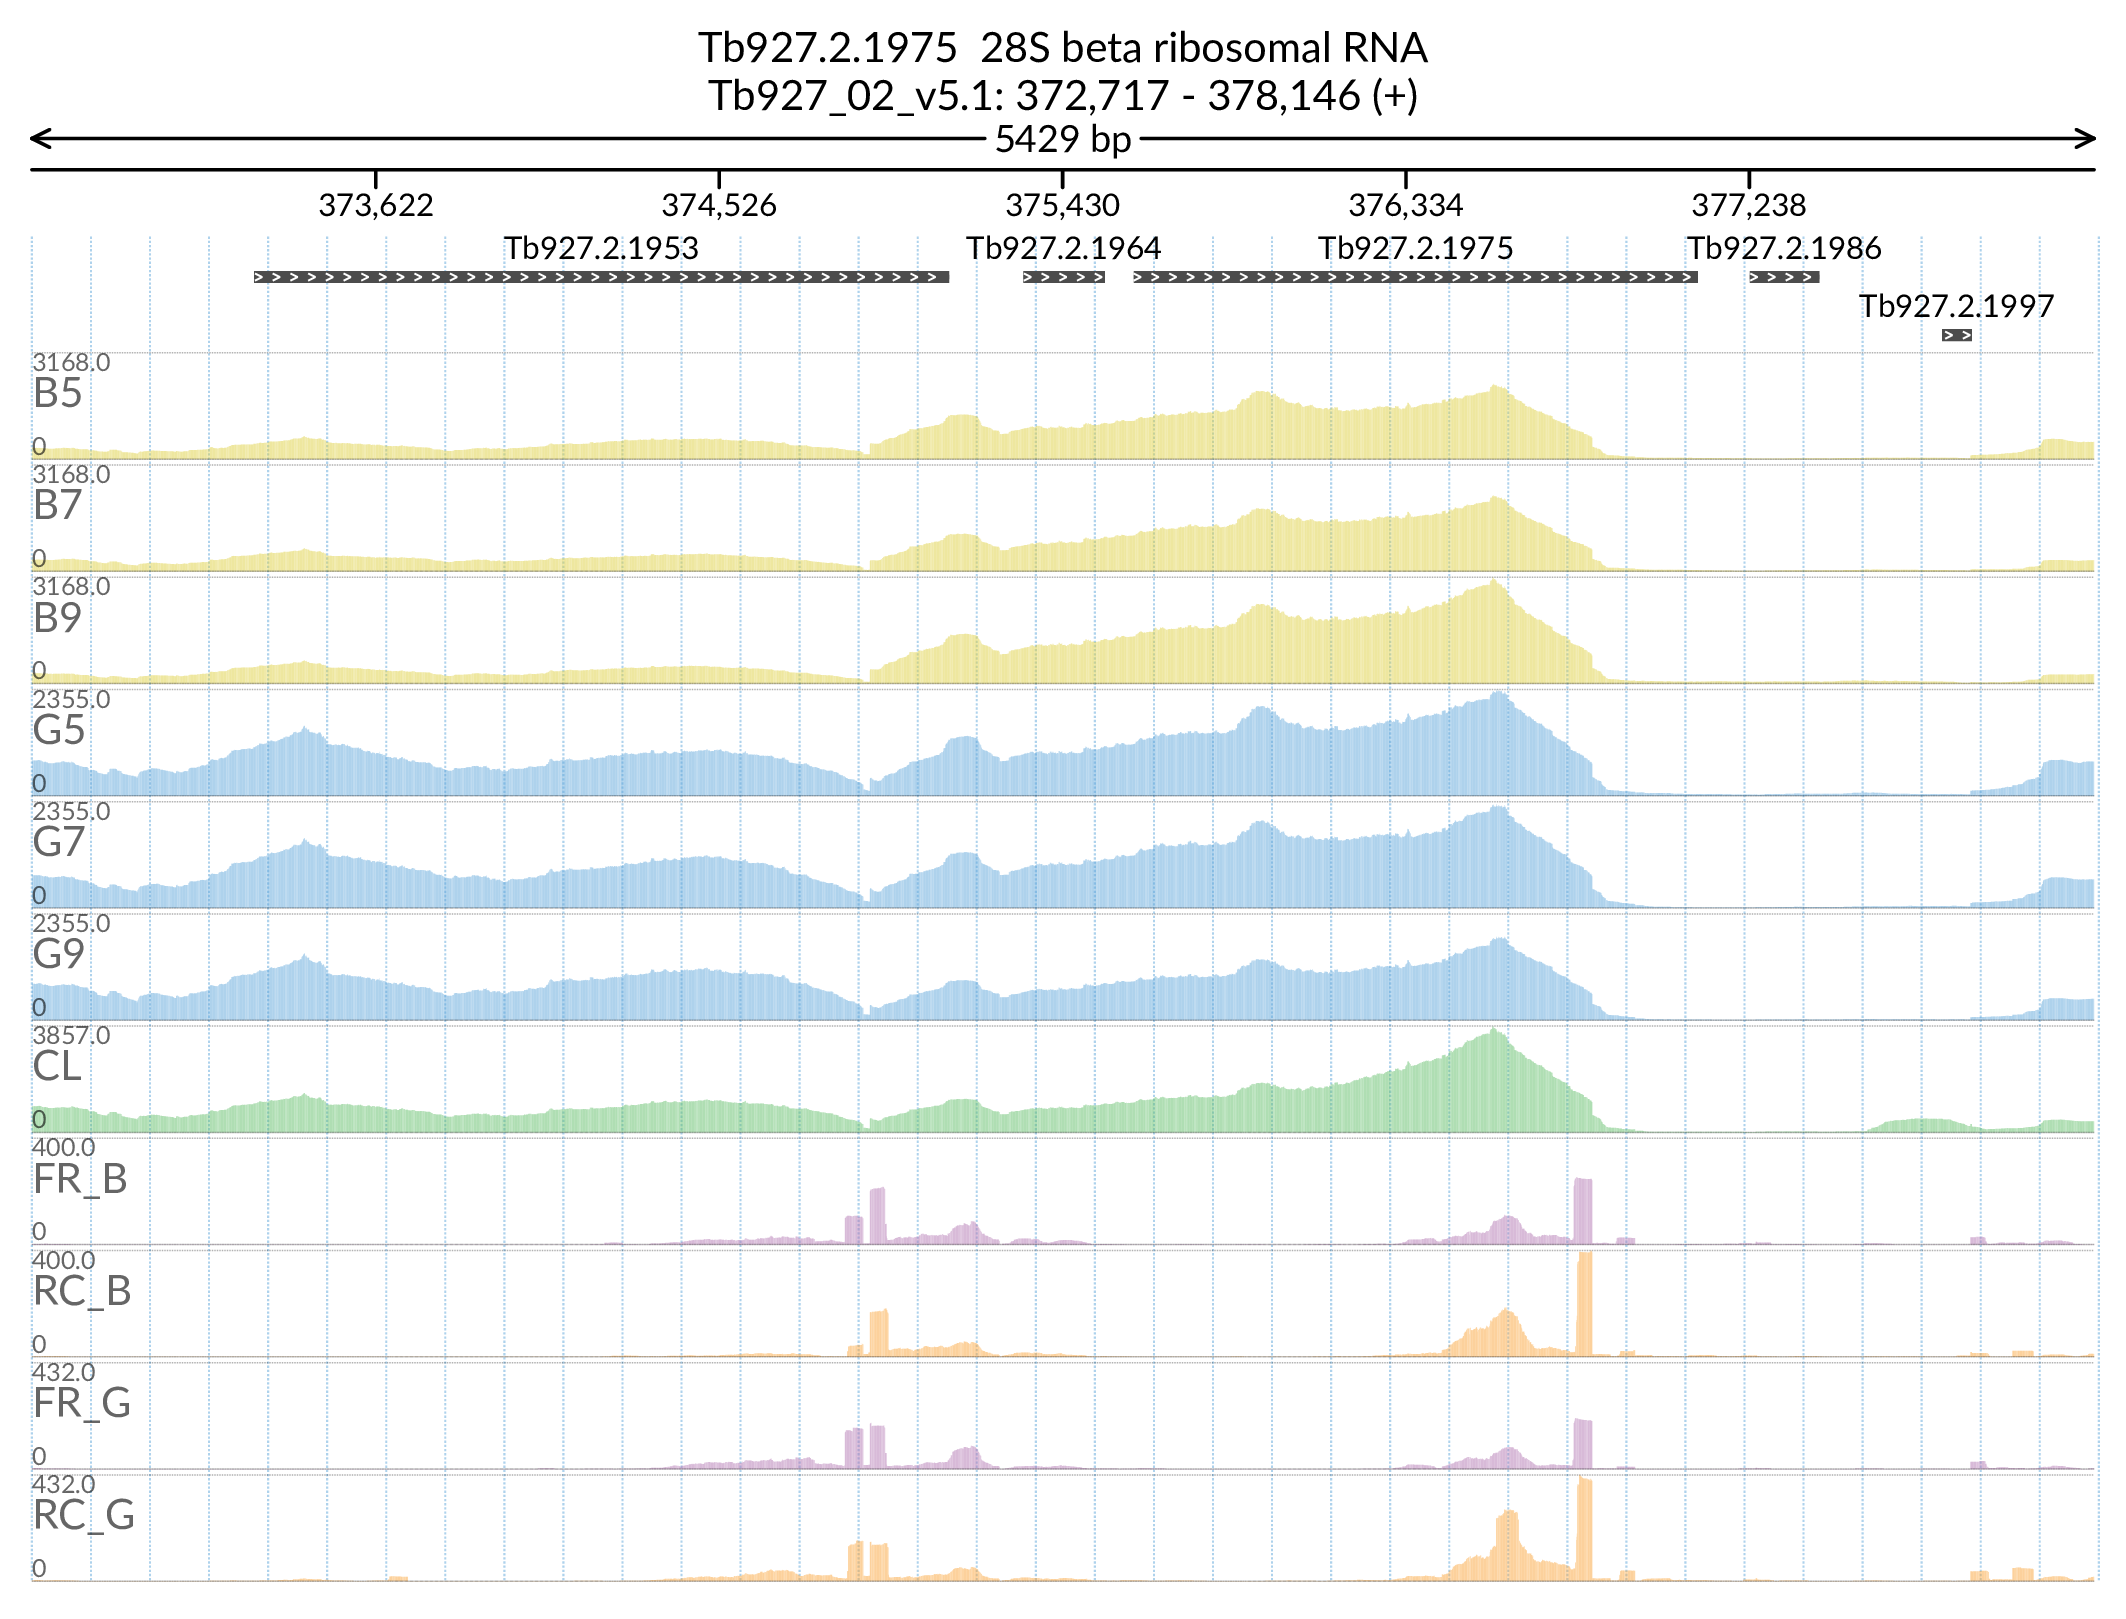 Tb927.2.1975  28S beta ribosomal RNA
Tb927_02_v5.1: 372,717 - 378,146 (+)
5429 bp
373,622 374,526 375,430 376,334 377,238
Tb927.2.1953 Tb927.2.1964 Tb927.2.1975 Tb927.2.1986
Tb927.2.1997
3168.0
B5
0
3168.0
B7
0
3168.0
B9
0
2355.0
G5
0
2355.0
G7
0
2355.0
G9
0
3857.0
CL
0
400.0
FR_B
0
400.0
RC_B
0
432.0
FR_G
0
432.0
RC_G
0